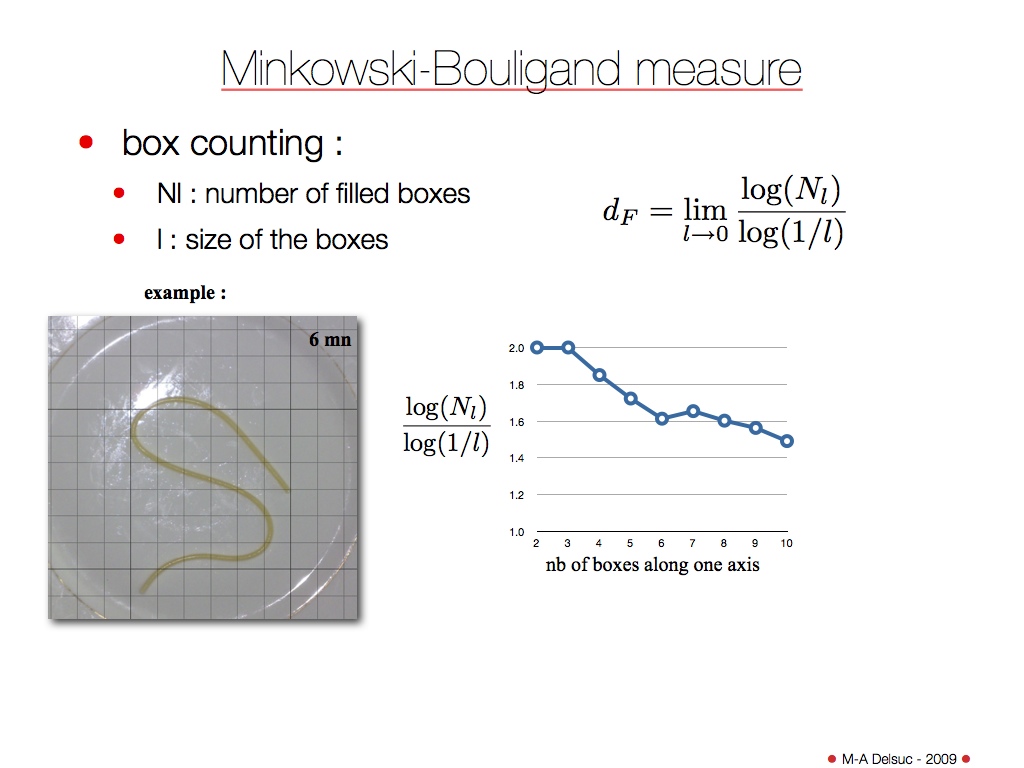 Minkowski-Bouligand measure
• box counting :
• Nl : number of filled boxes
• l : size of the boxes
d_F = lim_{l→0} log(N_l) / log(1/l)
example :
6 mn
log(N_l) / log(1/l)
2.0
1.8
1.6
1.4
1.2
1.0
2 3 4 5 6 7 8 9 10
nb of boxes along one axis
• M-A Delsuc - 2009 •